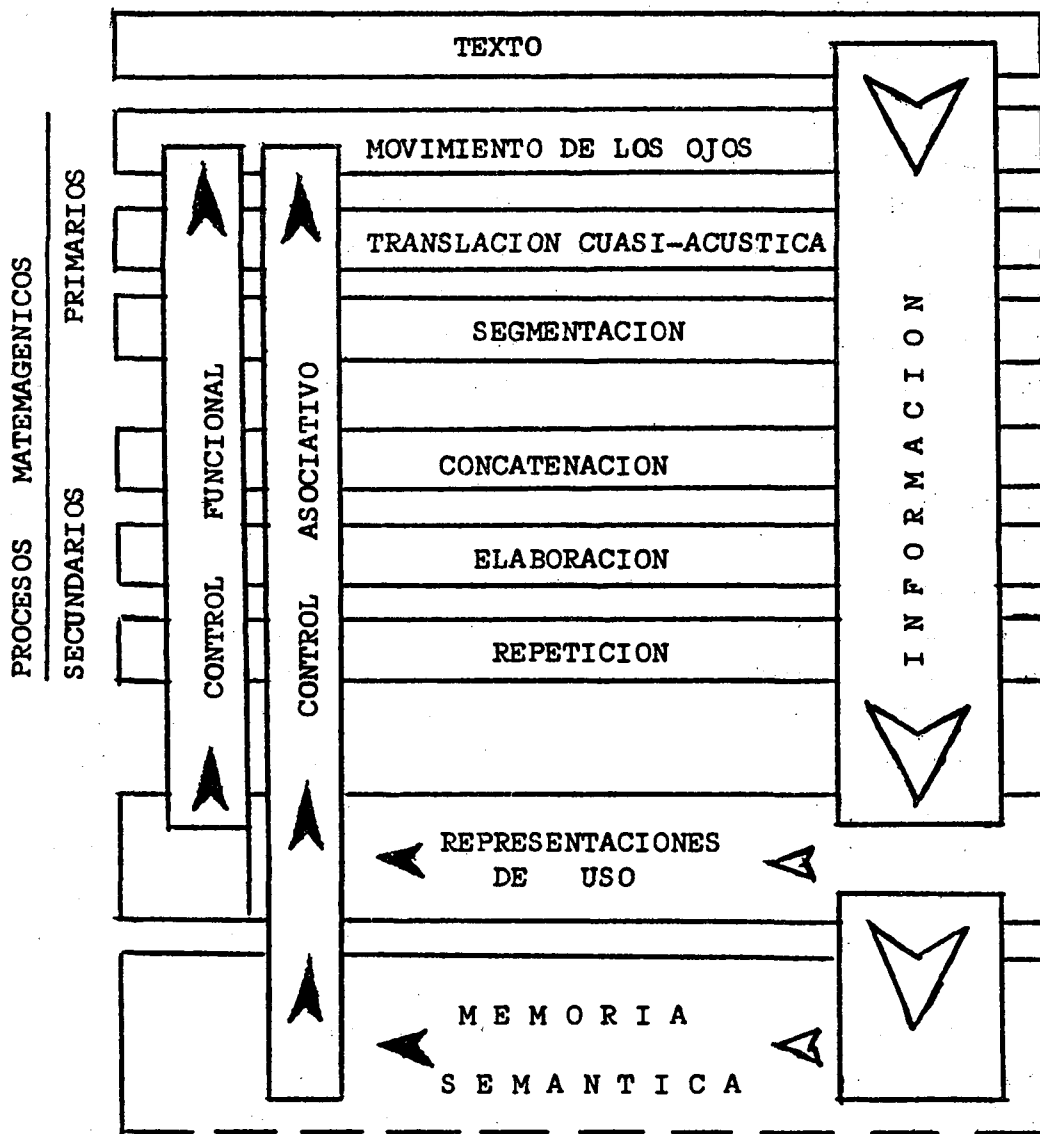 TEXTO
MOVIMIENTO DE LOS OJOS
TRANSLACION CUASI-ACUSTICA
SEGMENTACION
CONCATENACION
ELABORACION
REPETICION
REPRESENTACIONES
DE USO
MEMORIA
SEMANTICA
PROCESOS MATEMAGENICOS
PRIMARIOS
SECUNDARIOS
CONTROL FUNCIONAL
CONTROL ASOCIATIVO
INFORMACION